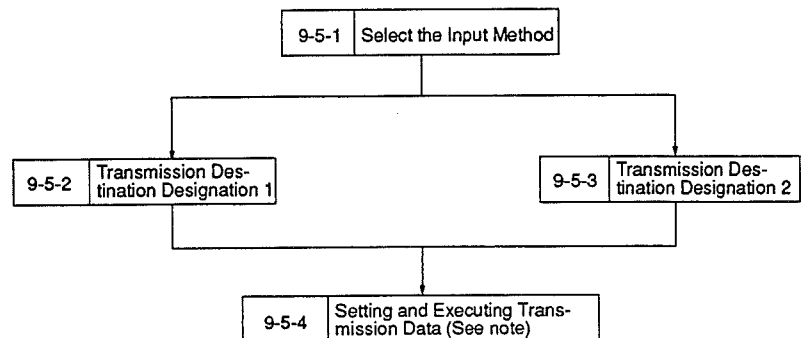 9-5-1 Select the Input Method
9-5-2 Transmission Des-
tination Designation 1
9-5-3 Transmission Des-
tination Designation 2
9-5-4 Setting and Executing Trans-
mission Data (See note)